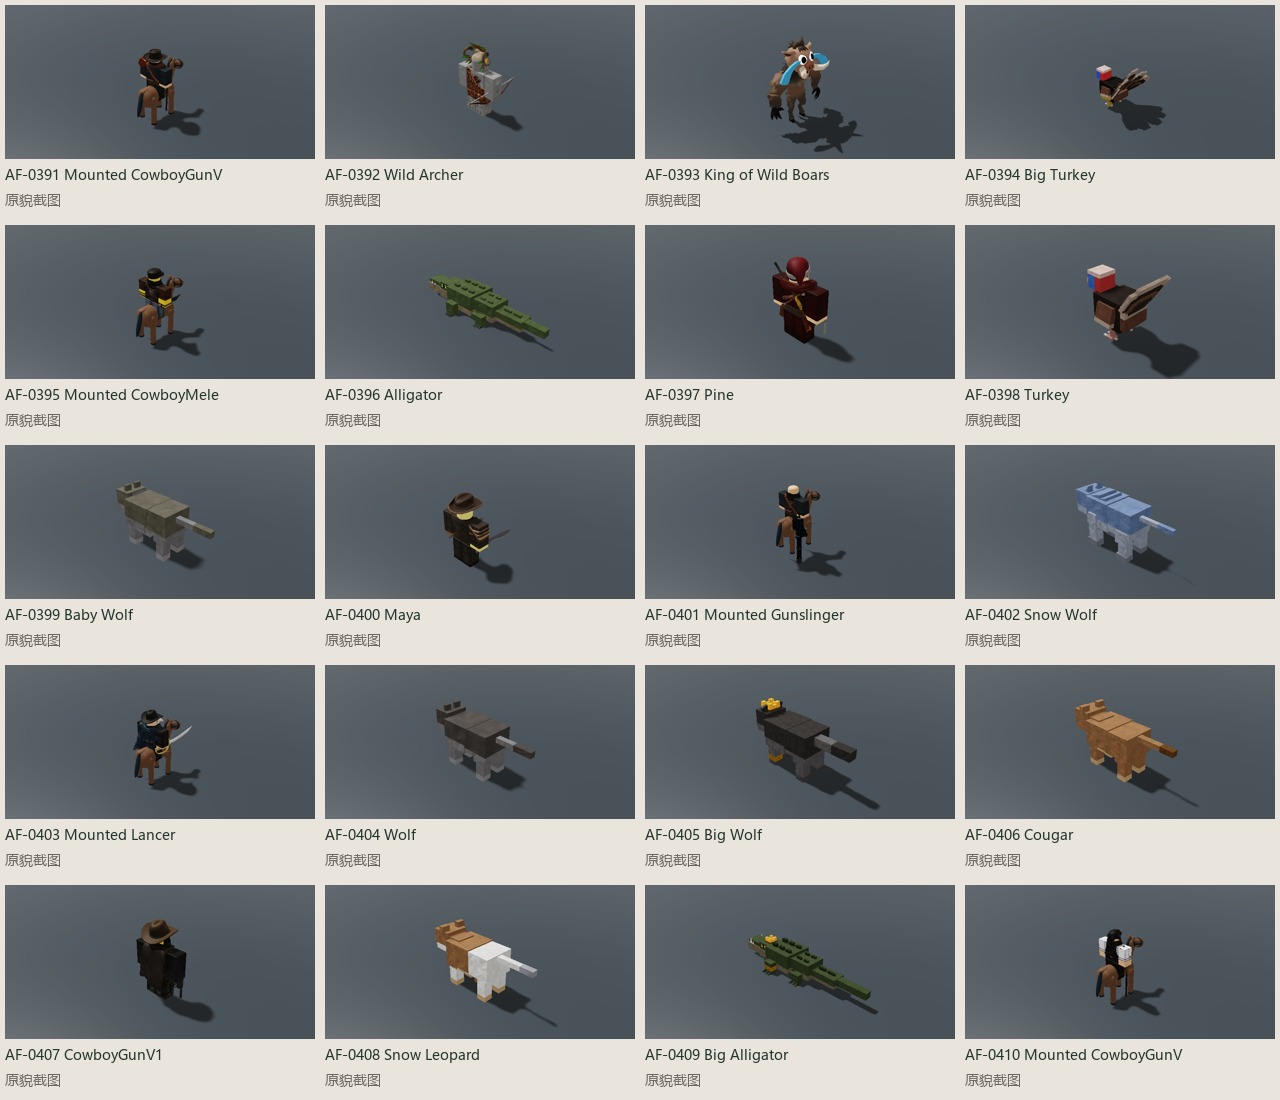 AF-0391 Mounted CowboyGunV
AF-0392 Wild Archer
AF-0393 King of Wild Boars
AF-0394 Big Turkey
原貌截图
原貌截图
原貌截图
原貌截图
AF-0395 Mounted CowboyMele
AF-0396 Alligator
AF-0397 Pine
AF-0398 Turkey
原貌截图
原貌截图
原貌截图
原貌截图
AF-0399 Baby Wolf
AF-0400 Maya
AF-0401 Mounted Gunslinger
AF-0402 Snow Wolf
原貌截图
原貌截图
原貌截图
原貌截图
AF-0403 Mounted Lancer
AF-0404 Wolf
AF-0405 Big Wolf
AF-0406 Cougar
原貌截图
原貌截图
原貌截图
原貌截图
AF-0407 CowboyGunV1
AF-0408 Snow Leopard
AF-0409 Big Alligator
AF-0410 Mounted CowboyGunV
原貌截图
原貌截图
原貌截图
原貌截图